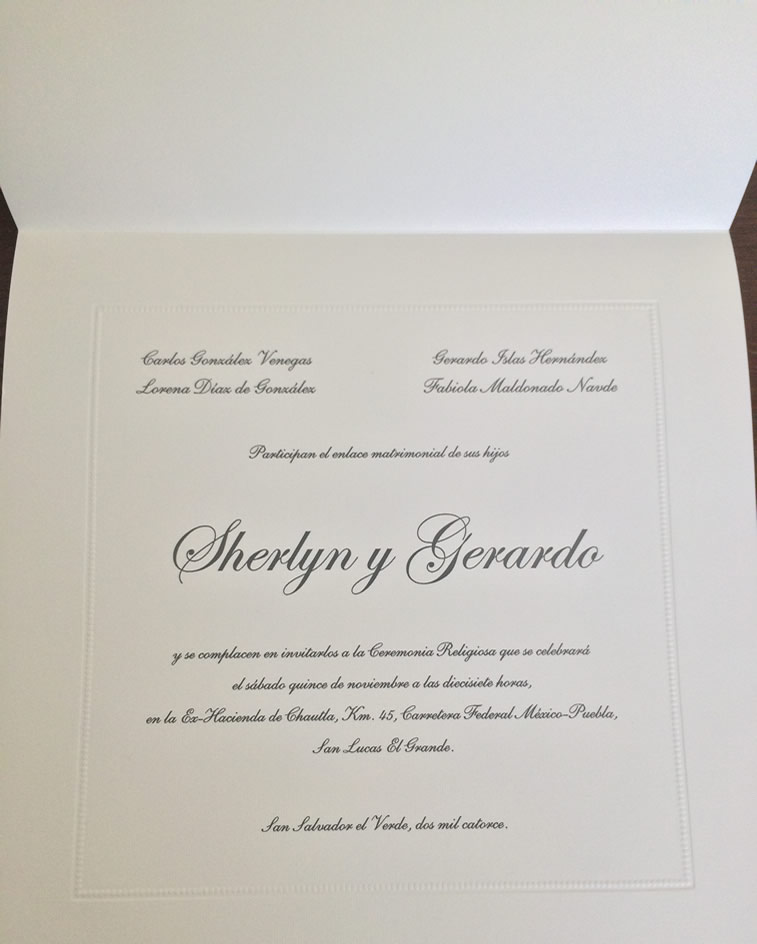 Carlos González Venegas
Lorena Díaz de González
Gerardo Islas Hernández
Fabiola Maldonado Navde
Participan el enlace matrimonial de sus hijos
Sherlyn y Gerardo
y se complacen en invitarlos a la Ceremonia Religiosa que se celebrará
el sábado quince de noviembre a las diecisiete horas,
en la Ex-Hacienda de Chautla, Km. 45, Carretera Federal México-Puebla,
San Lucas El Grande.
San Salvador el Verde, dos mil catorce.